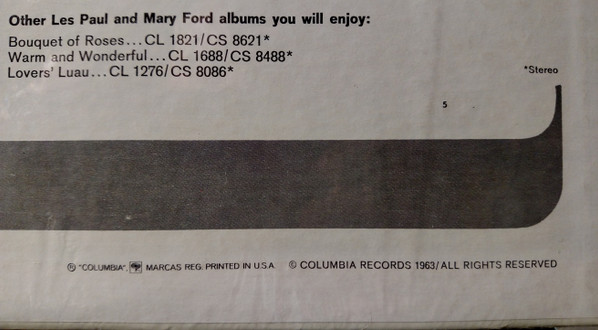 Other Les Paul and Mary Ford albums you will enjoy:
Bouquet of Roses...CL 1821/CS 8621*
Warm and Wonderful...CL 1688/CS 8488*
Lovers' Luau...CL 1276/CS 8086*
*Stereo
5
® "COLUMBIA", MARCAS REG. PRINTED IN U.S.A. © COLUMBIA RECORDS 1963/ALL RIGHTS RESERVED